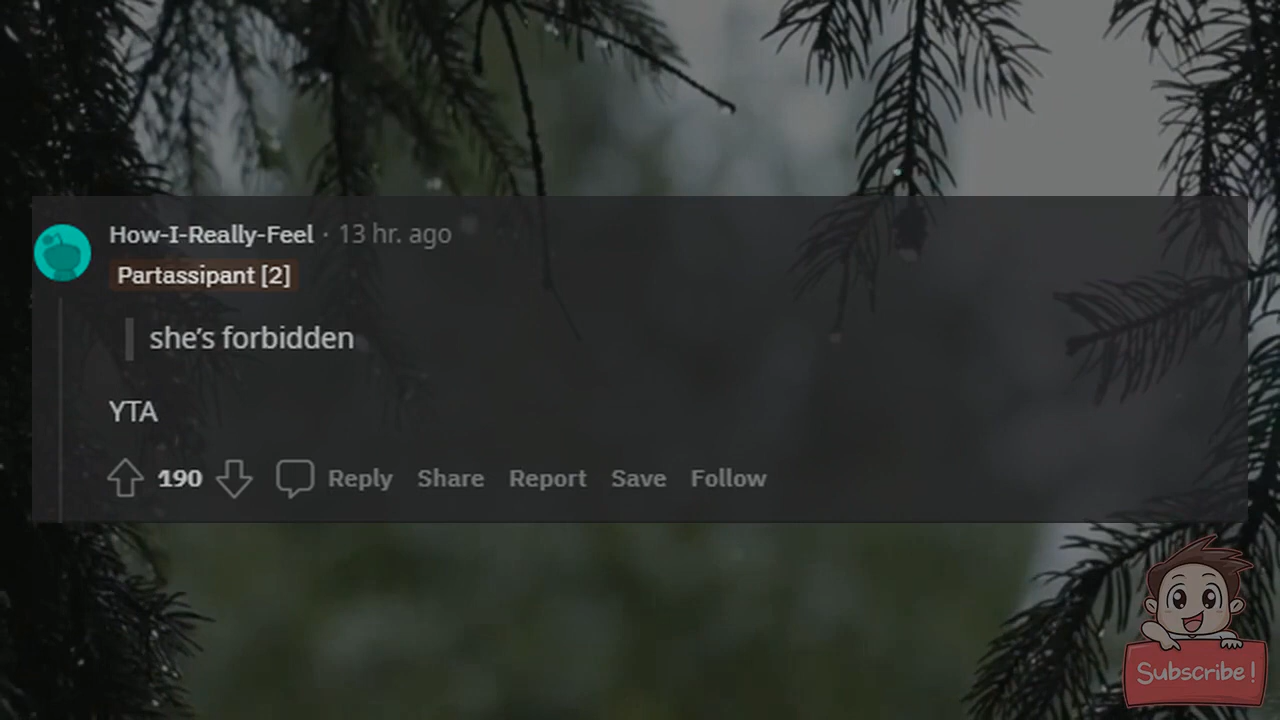 How-I-Really-Feel · 13 hr. ago
Partassipant [2]
she's forbidden
YTA
190 Reply Share Report Save Follow
Subscribe!